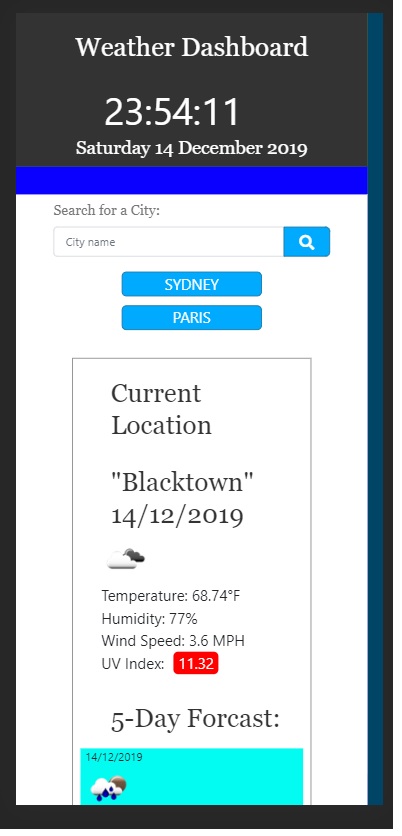 Weather Dashboard
23:54:11
Saturday 14 December 2019
Search for a City:
City name
SYDNEY
PARIS
Current
Location
"Blacktown"
14/12/2019
Temperature: 68.74°F
Humidity: 77%
Wind Speed: 3.6 MPH
UV Index: 11.32
5-Day Forcast:
14/12/2019